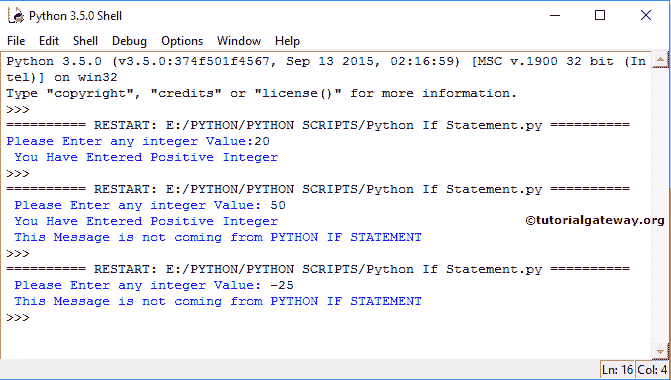 Python 3.5.0 Shell
File Edit Shell Debug Options Window Help
Python 3.5.0 (v3.5.0:374f501f4567, Sep 13 2015, 02:16:59) [MSC v.1900 32 bit (In
tel)] on win32
Type "copyright", "credits" or "license()" for more information.
>>>
========== RESTART: E:/PYTHON/PYTHON SCRIPTS/Python If Statement.py ==========
Please Enter any integer Value:20
You Have Entered Positive Integer
>>>
========== RESTART: E:/PYTHON/PYTHON SCRIPTS/Python If Statement.py ==========
Please Enter any integer Value: 50
You Have Entered Positive Integer
©tutorialgateway.org
This Message is not coming from PYTHON IF STATEMENT
>>>
========== RESTART: E:/PYTHON/PYTHON SCRIPTS/Python If Statement.py ==========
Please Enter any integer Value: -25
This Message is not coming from PYTHON IF STATEMENT
>>>
Ln: 16 Col: 4